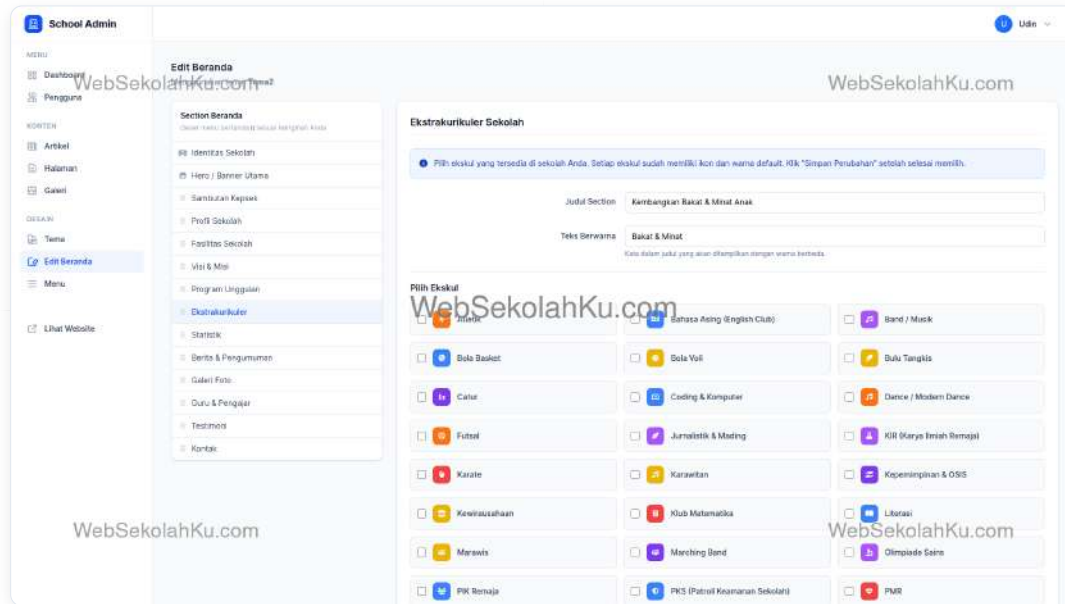 School Admin
Udin
MENU
Dashboard
Pengguna
KONTEN
Artikel
Halaman
Galeri
DESAIN
Tema
Edit Beranda
Menu
Lihat Website
Edit Beranda
Tema2
WebSekolahKu.com
WebSekolahKu.com
Section Beranda
Identitas Sekolah
Hero / Banner Utama
Sambutan Kepsek
Profil Sekolah
Fasilitas Sekolah
Visi & Misi
Program Unggulan
Ekstrakurikuler
Statistik
Berita & Pengumuman
Galeri Foto
Guru & Pengajar
Testimoni
Kontak
Ekstrakurikuler Sekolah
Pilih ekskul yang tersedia di sekolah Anda. Setiap ekskul sudah memiliki ikon dan warna default. Klik "Simpan Perubahan" setelah selesai memilih.
Judul Section
Kembangkan Bakat & Minat Anak
Teks Berwarna
Bakat & Minat
Kata dalam judul yang akan ditampilkan dengan warna berbeda.
Pilih Ekskul
WebSekolahKu.com
Atletik
Bahasa Asing (English Club)
Band / Musik
Bola Basket
Bola Voli
Bulu Tangkis
Catur
Coding & Komputer
Dance / Modern Dance
Futsal
Jurnalistik & Mading
KIR (Karya Ilmiah Remaja)
Karate
Karawitan
Kepemimpinan & OSIS
Kewirausahaan
Klub Matematika
Literasi
WebSekolahKu.com
WebSekolahKu.com
Marawis
Marching Band
Olimpiade Sains
PIK Remaja
PKS (Patroli Keamanan Sekolah)
PMR